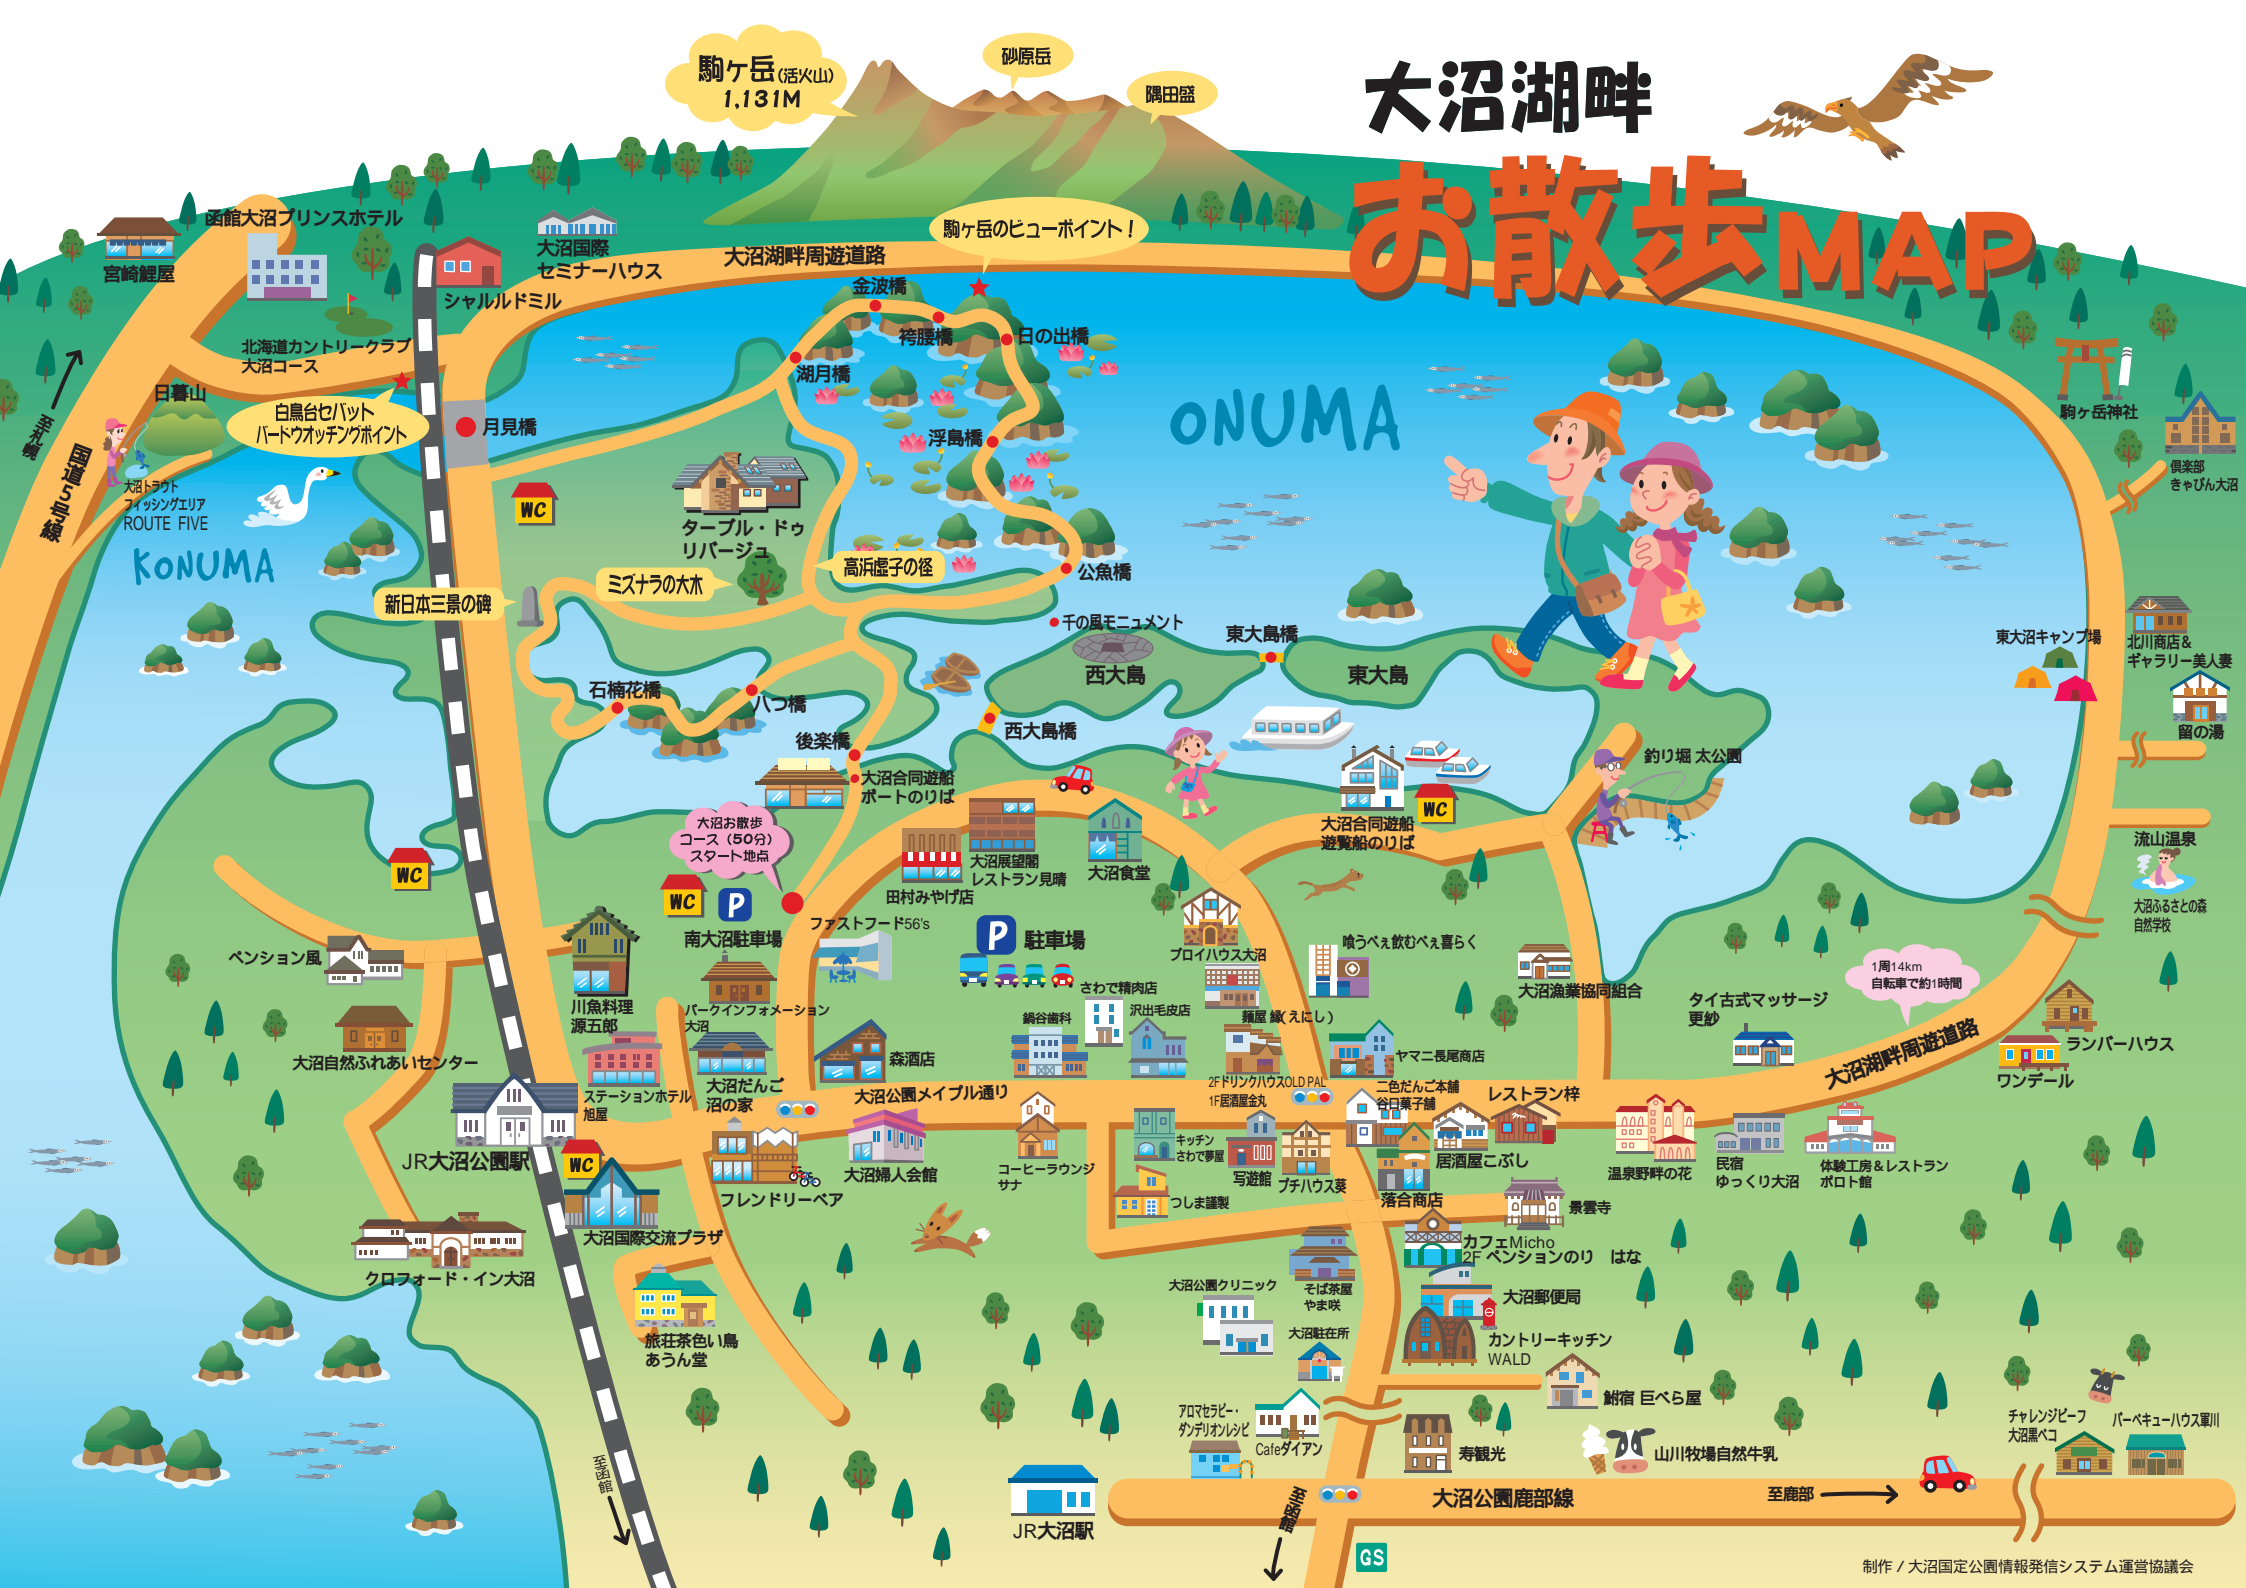 大沼湖畔
お散歩MAP
駒ヶ岳(活火山)
1,131M
砂原岳
隅田盛
駒ヶ岳のビューポイント！
大沼湖畔周遊道路
函館大沼プリンスホテル
宮崎鯉屋
大沼国際
セミナーハウス
シャルルドミル
北海道カントリークラブ
大沼コース
日暮山
白鳥台セバット
バードウオッチングポイント
至札幌
国道5号線
大沼トラウト
フィッシングエリア
ROUTE FIVE
KONUMA
ONUMA
月見橋
WC
金波橋
袴腰橋
日の出橋
湖月橋
浮島橋
公魚橋
ターブル・ドゥ
リバージュ
高浜虚子の径
ミズナラの大木
新日本三景の碑
千の風モニュメント
西大島
東大島橋
東大島
西大島橋
石楠花橋
八つ橋
後楽橋
大沼合同遊船
ボートのりば
大沼お散歩
コース（50分）
スタート地点
WC
WC
P
南大沼駐車場
田村みやげ店
大沼展望閣
レストラン見晴
大沼食堂
大沼合同遊船
遊覧船のりば
WC
釣り堀 太公園
駒ヶ岳神社
倶楽部
きゃびん大沼
東大沼キャンプ場
北川商店＆
ギャラリー美人妻
留の湯
流山温泉
大沼ふるさとの森
自然学校
ファストフード56's
P
駐車場
ブロイハウス大沼
喰うべぇ飲むべぇ喜らく
大沼漁業協同組合
タイ古式マッサージ
更紗
1周14km
自転車で約1時間
大沼湖畔周遊道路
ランバーハウス
ワンデール
ペンション風
川魚料理
源五郎
パークインフォメーション
大沼
大沼自然ふれあいセンター
ステーションホテル
旭屋
大沼だんご
沼の家
森酒店
鍋谷歯科
さわで精肉店
沢出毛皮店
麺屋 縁(えにし)
ヤマニ長尾商店
2FドリンクハウスOLD PAL
1F居酒屋金丸
大沼公園メイプル通り
二色だんご本舗
谷口菓子舗
レストラン梓
JR大沼公園駅
WC
大沼国際交流プラザ
フレンドリーベア
大沼婦人会館
コーヒーラウンジ
サナ
キッチン
さわで夢屋
つしま謹製
写遊館
プチハウス葵
居酒屋こぶし
落合商店
温泉野畔の花
民宿
ゆっくり大沼
体験工房＆レストラン
ポロト館
景雲寺
クロフォード・イン大沼
カフェMicho
2F ペンションのり　はな
旅荘茶色い鳥
あうん堂
大沼公園クリニック
そば茶屋
やま咲
大沼郵便局
大沼駐在所
カントリーキッチン
WALD
鮒宿 巨べら屋
アロマセラピー・
ダンデリオンレシピ
Cafeダイアン
寿観光
山川牧場自然牛乳
チャレンジビーフ
大沼黒ベコ
バーベキューハウス軍川
至函館
JR大沼駅
至函館
大沼公園鹿部線
至鹿部
GS
制作 / 大沼国定公園情報発信システム運営協議会